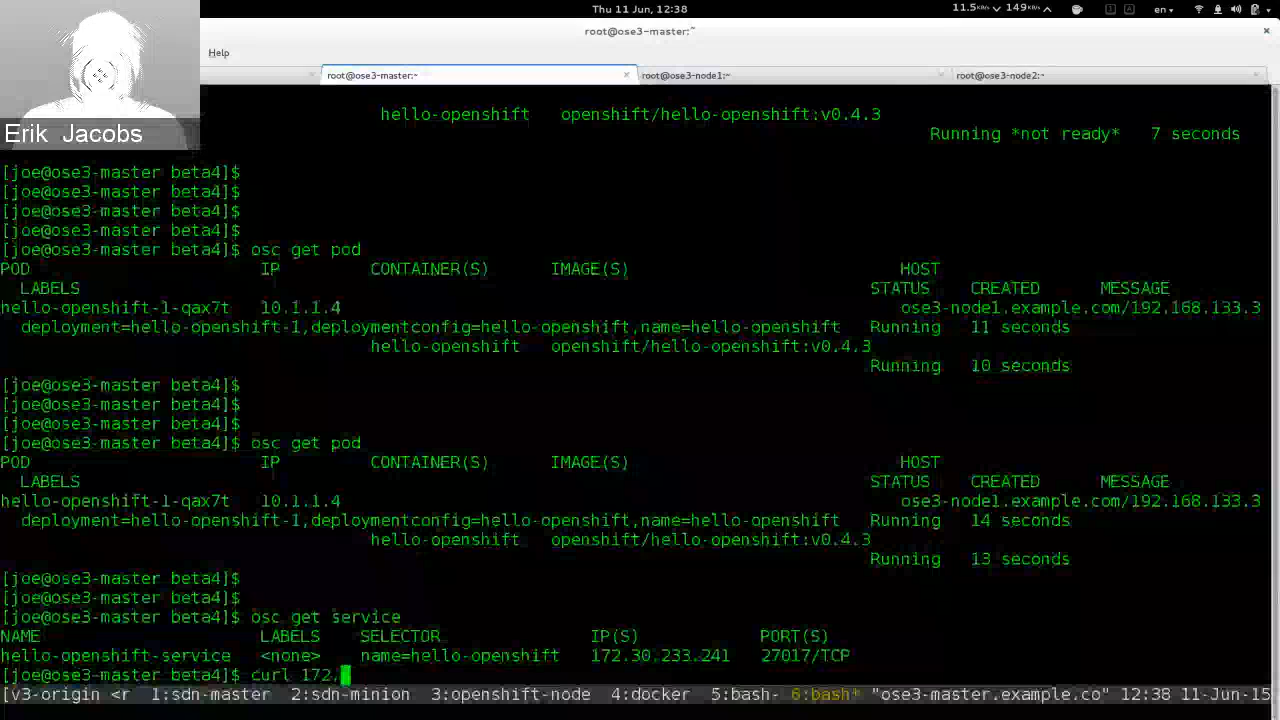 Thu 11 Jun, 12:38
11.5KB/s 149KB/s en
root@ose3-master:~
Help
root@ose3-master:~ root@ose3-node1:~ root@ose3-node2:~
Erik Jacobs
hello-openshift openshift/hello-openshift:v0.4.3
Running *not ready* 7 seconds
[joe@ose3-master beta4]$
[joe@ose3-master beta4]$
[joe@ose3-master beta4]$
[joe@ose3-master beta4]$
[joe@ose3-master beta4]$ osc get pod
POD IP CONTAINER(S) IMAGE(S) HOST
LABELS STATUS CREATED MESSAGE
hello-openshift-1-qax7t 10.1.1.4 ose3-node1.example.com/192.168.133.3
deployment=hello-openshift-1,deploymentconfig=hello-openshift,name=hello-openshift Running 11 seconds
hello-openshift openshift/hello-openshift:v0.4.3
Running 10 seconds
[joe@ose3-master beta4]$
[joe@ose3-master beta4]$
[joe@ose3-master beta4]$
[joe@ose3-master beta4]$ osc get pod
POD IP CONTAINER(S) IMAGE(S) HOST
LABELS STATUS CREATED MESSAGE
hello-openshift-1-qax7t 10.1.1.4 ose3-node1.example.com/192.168.133.3
deployment=hello-openshift-1,deploymentconfig=hello-openshift,name=hello-openshift Running 14 seconds
hello-openshift openshift/hello-openshift:v0.4.3
Running 13 seconds
[joe@ose3-master beta4]$
[joe@ose3-master beta4]$
[joe@ose3-master beta4]$ osc get service
NAME LABELS SELECTOR IP(S) PORT(S)
hello-openshift-service <none> name=hello-openshift 172.30.233.241 27017/TCP
[joe@ose3-master beta4]$ curl 172.
[v3-origin <r 1:sdn-master 2:sdn-minion 3:openshift-node 4:docker 5:bash- 6:bash* "ose3-master.example.co" 12:38 11-Jun-15